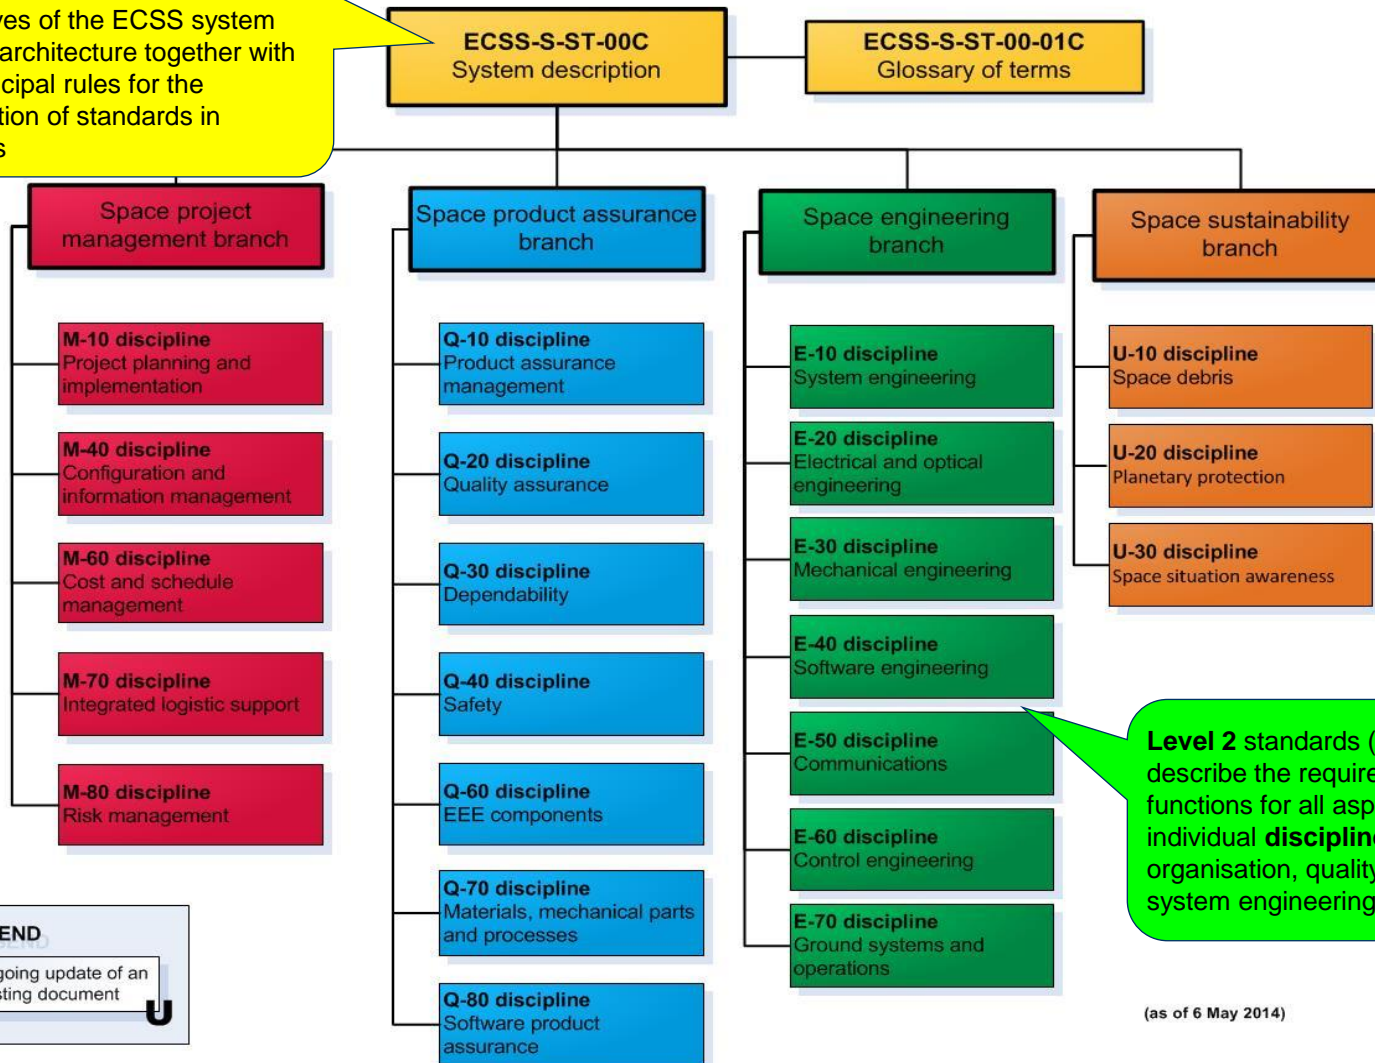 ves of the ECSS system
architecture together with
cipal rules for the
tion of standards in
s
ECSS-S-ST-00C
System description
ECSS-S-ST-00-01C
Glossary of terms
Space project
management branch
Space product assurance
branch
Space engineering
branch
Space sustainability
branch
M-10 discipline
Project planning and
implementation
M-40 discipline
Configuration and
information management
M-60 discipline
Cost and schedule
management
M-70 discipline
Integrated logistic support
M-80 discipline
Risk management
Q-10 discipline
Product assurance
management
Q-20 discipline
Quality assurance
Q-30 discipline
Dependability
Q-40 discipline
Safety
Q-60 discipline
EEE components
Q-70 discipline
Materials, mechanical parts
and processes
Q-80 discipline
Software product
assurance
E-10 discipline
System engineering
E-20 discipline
Electrical and optical
engineering
E-30 discipline
Mechanical engineering
E-40 discipline
Software engineering
E-50 discipline
Communications
E-60 discipline
Control engineering
E-70 discipline
Ground systems and
operations
U-10 discipline
Space debris
U-20 discipline
Planetary protection
U-30 discipline
Space situation awareness
Level 2 standards (
describe the require
functions for all asp
individual discipline
organisation, quality
system engineering
END
going update of an
sting document
U
(as of 6 May 2014)